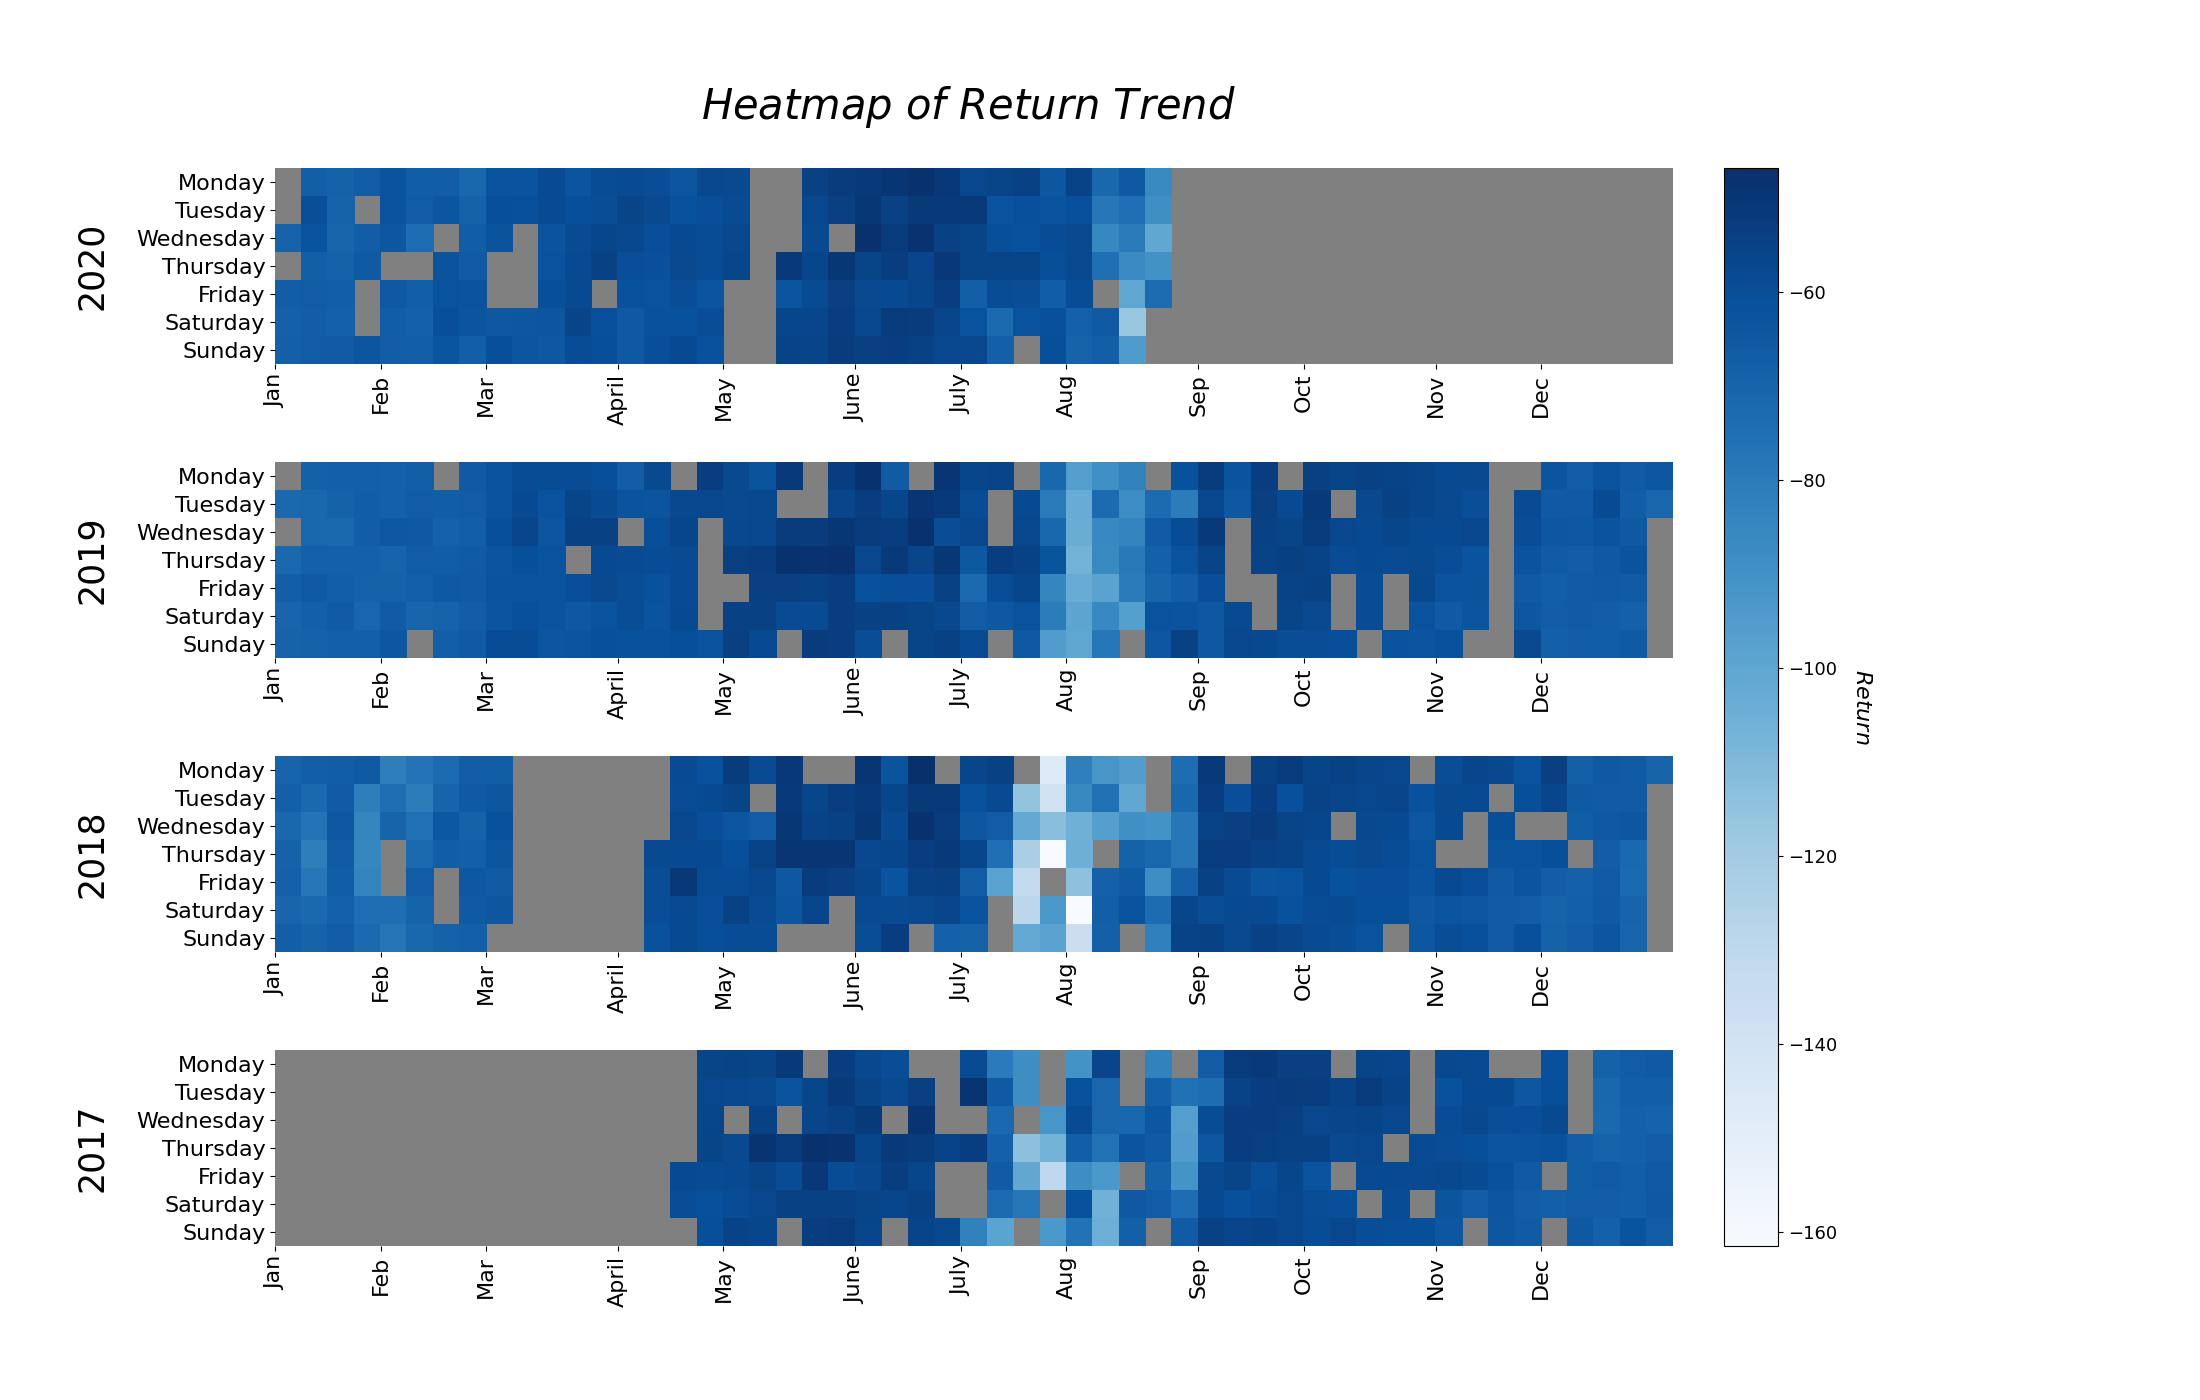 Heatmap of Return Trend
2020
Monday
Tuesday
Wednesday
Thursday
Friday
Saturday
Sunday
Jan Feb Mar April May June July Aug Sep Oct Nov Dec
2019
Monday
Tuesday
Wednesday
Thursday
Friday
Saturday
Sunday
Jan Feb Mar April May June July Aug Sep Oct Nov Dec
2018
Monday
Tuesday
Wednesday
Thursday
Friday
Saturday
Sunday
Jan Feb Mar April May June July Aug Sep Oct Nov Dec
2017
Monday
Tuesday
Wednesday
Thursday
Friday
Saturday
Sunday
Jan Feb Mar April May June July Aug Sep Oct Nov Dec
−60
−80
−100
−120
−140
−160
Return